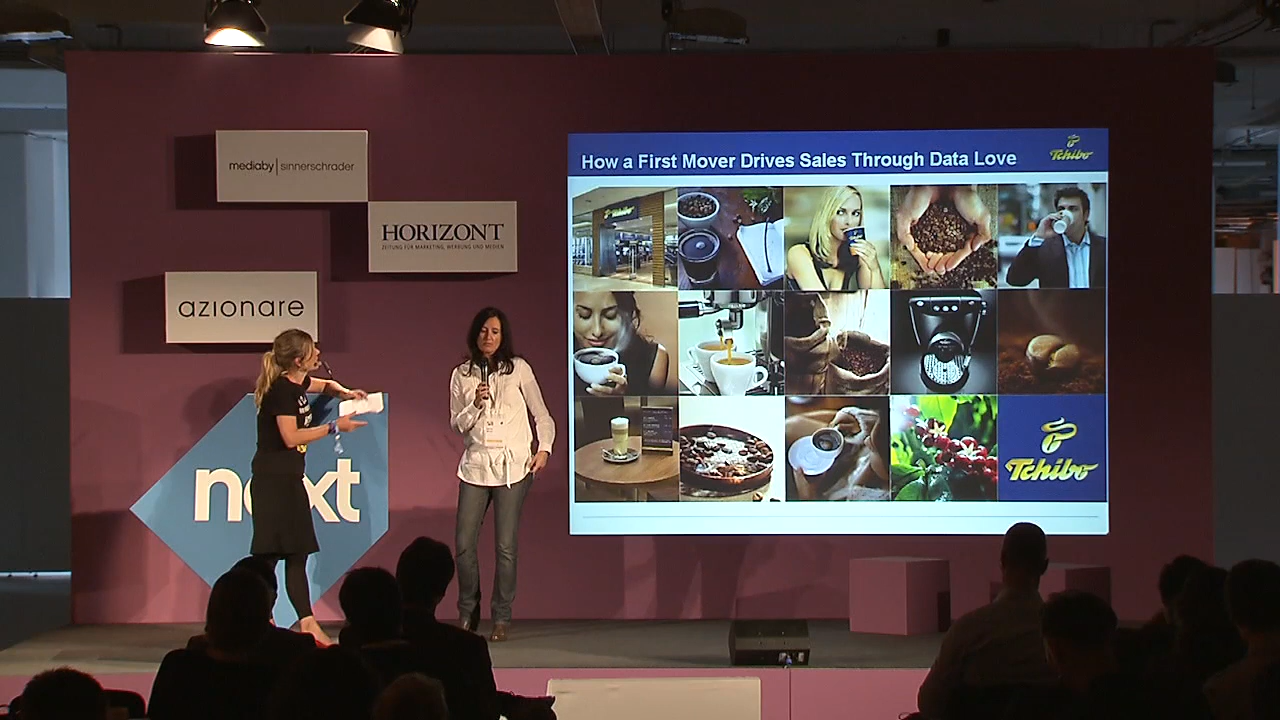 mediaby|sinnerschrader
HORIZONT
ZEITUNG FÜR MARKETING, WERBUNG UND MEDIEN
azionare
next
How a First Mover Drives Sales Through Data Love
Tchibo
Tchibo